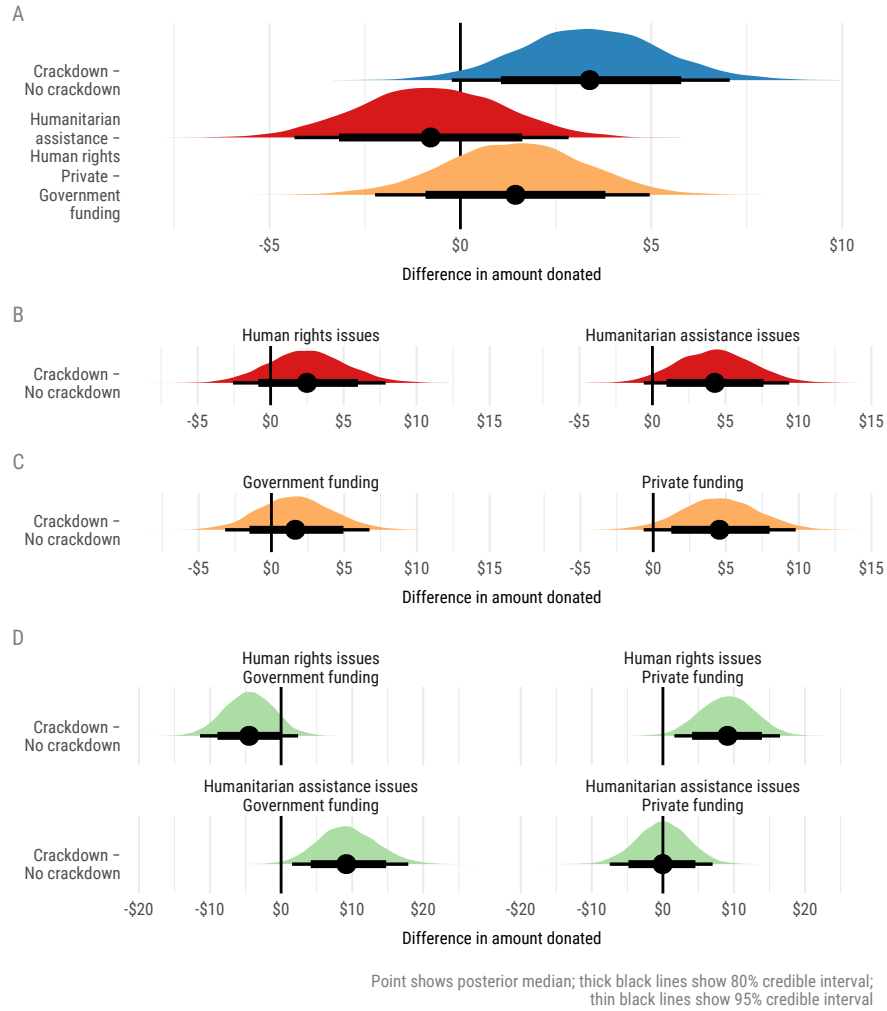 A
Crackdown –
No crackdown
Humanitarian
assistance –
Human rights
Private –
Government
funding
-$5 $0 $5 $10
Difference in amount donated
B
Human rights issues Humanitarian assistance issues
Crackdown –
No crackdown
-$5 $0 $5 $10 $15 -$5 $0 $5 $10 $15
C
Government funding Private funding
Crackdown –
No crackdown
-$5 $0 $5 $10 $15 -$5 $0 $5 $10 $15
Difference in amount donated
D
Human rights issues Human rights issues
Government funding Private funding
Crackdown –
No crackdown
Humanitarian assistance issues Humanitarian assistance issues
Government funding Private funding
Crackdown –
No crackdown
-$20 -$10 $0 $10 $20 -$20 -$10 $0 $10 $20
Difference in amount donated
Point shows posterior median; thick black lines show 80% credible interval;
thin black lines show 95% credible interval